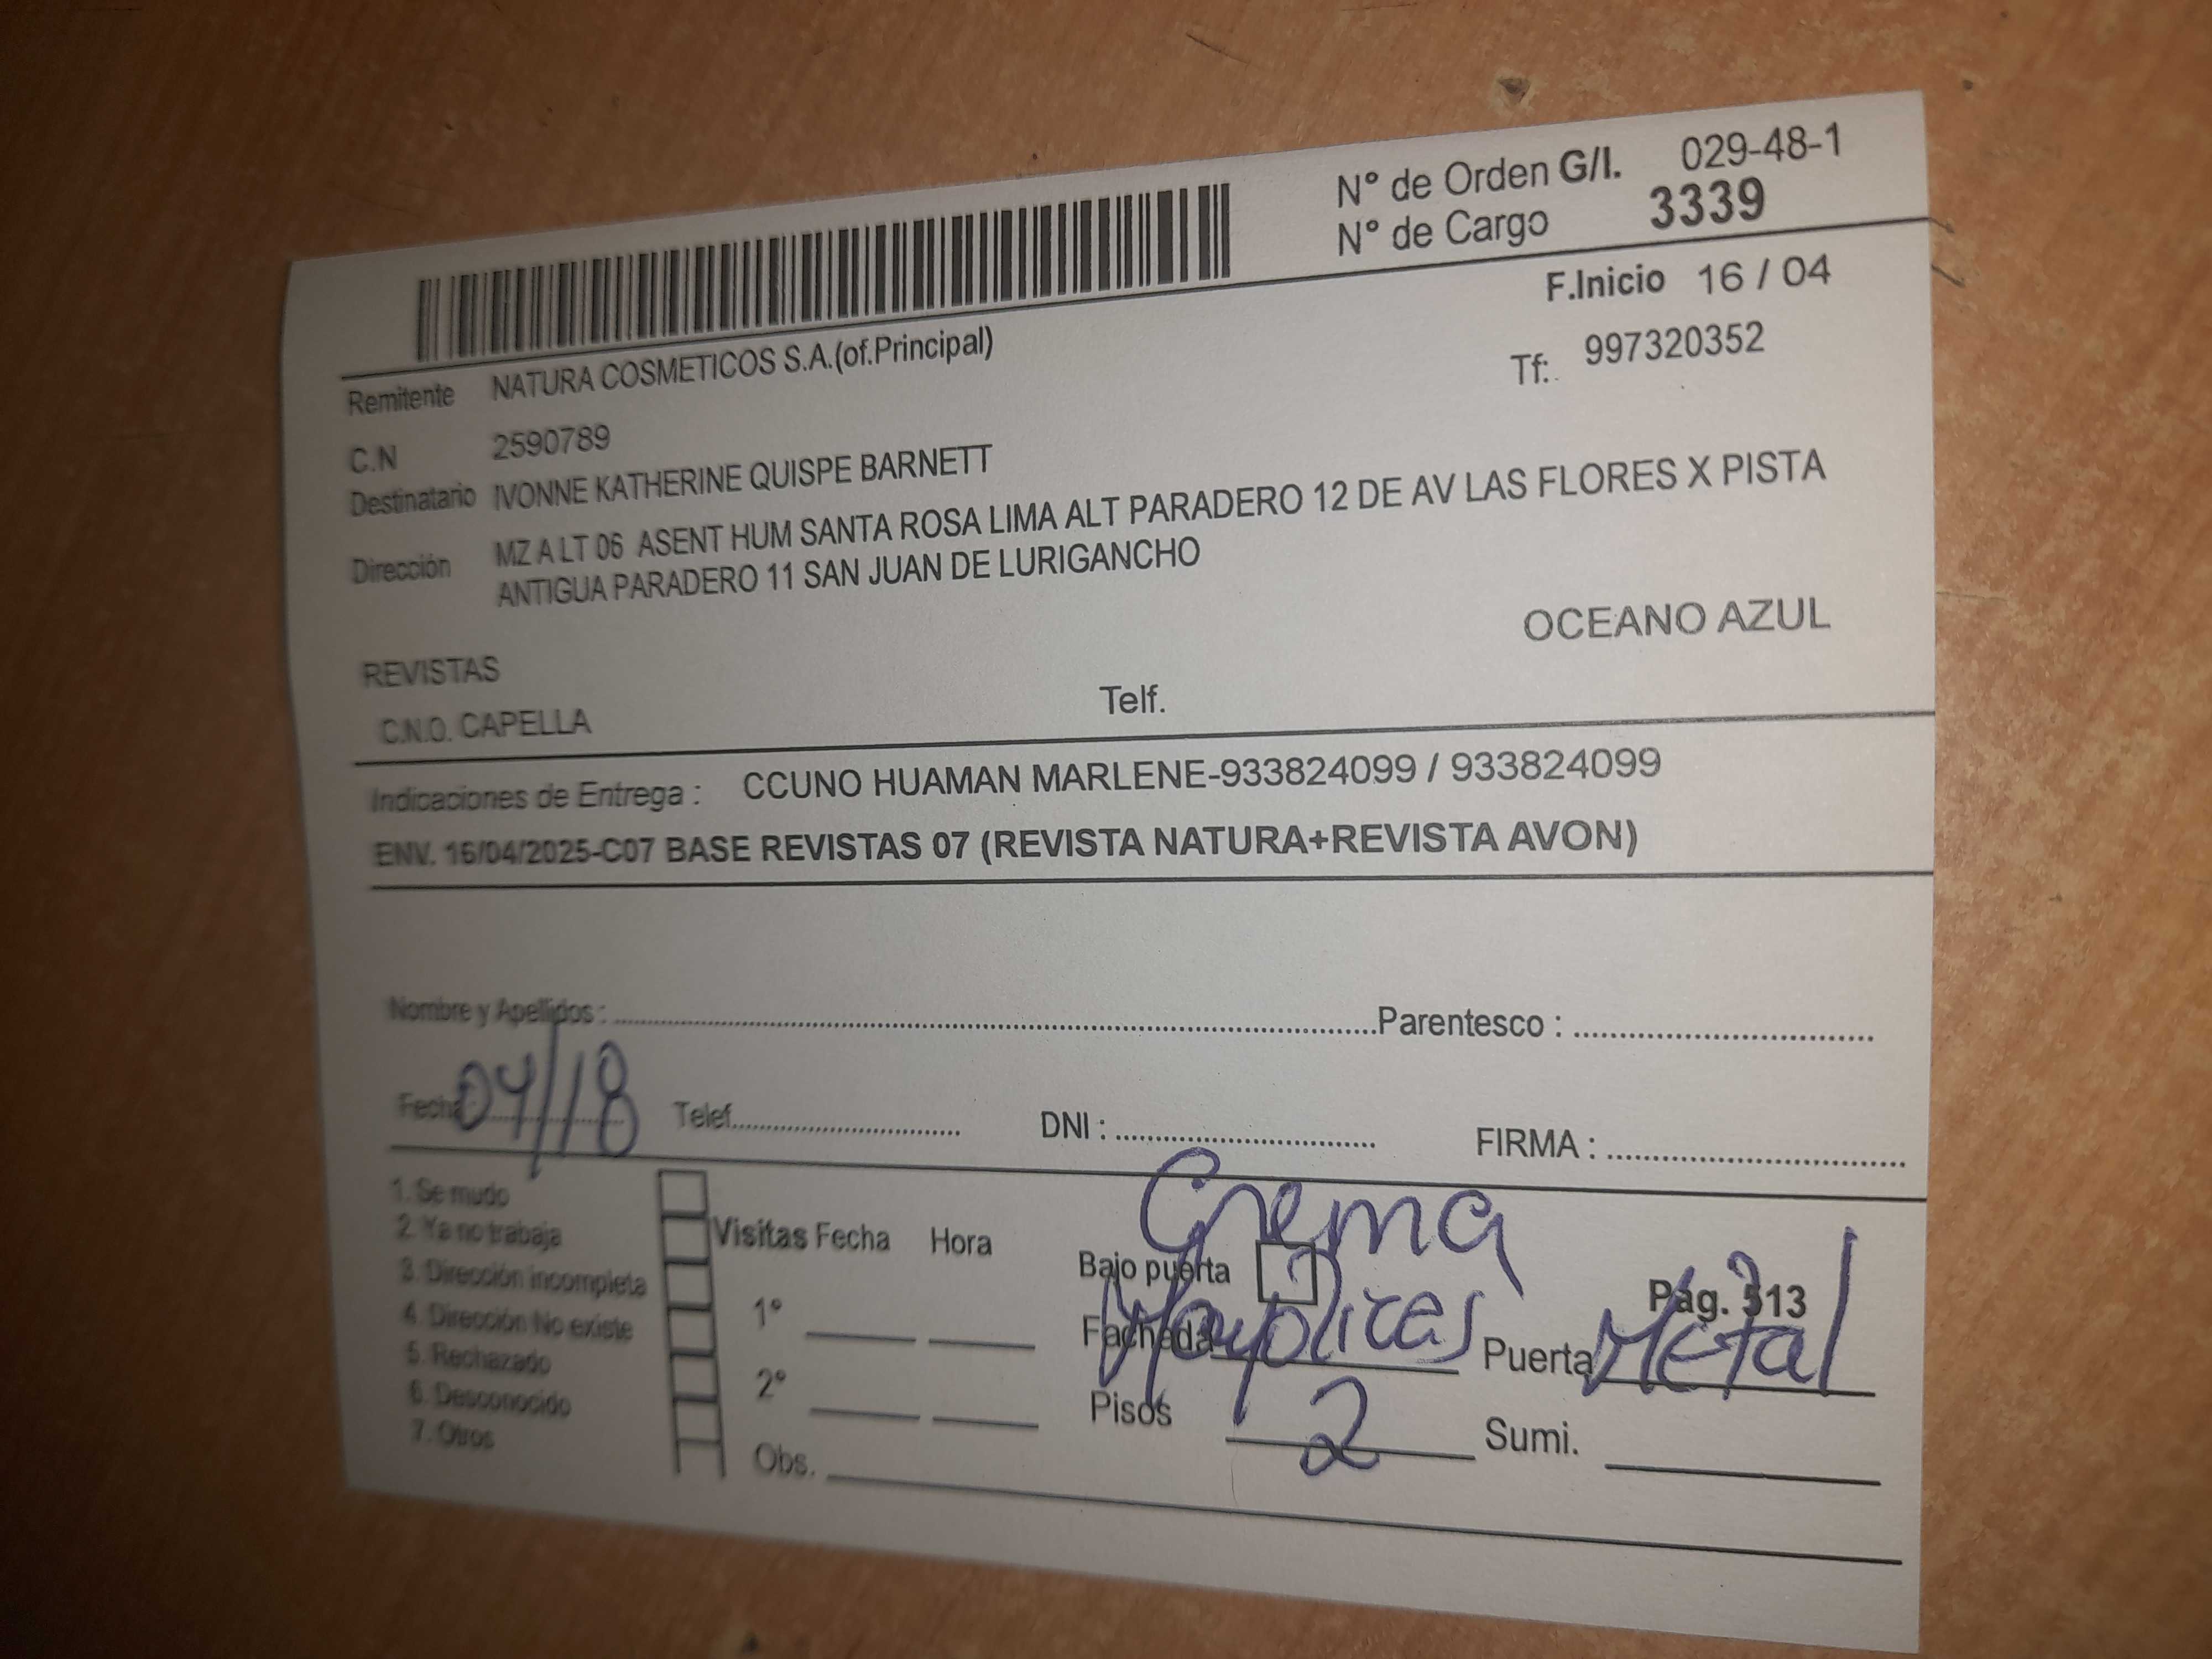 N° de Orden G/I. 029-48-1
N° de Cargo 3339
F.Inicio 16 / 04
Remitente NATURA COSMETICOS S.A.(of.Principal)
Tf:. 997320352
C.N 2590789
Destinatario IVONNE KATHERINE QUISPE BARNETT
Dirección MZ A LT 06 ASENT HUM SANTA ROSA LIMA ALT PARADERO 12 DE AV LAS FLORES X PISTA
ANTIGUA PARADERO 11 SAN JUAN DE LURIGANCHO
OCEANO AZUL
REVISTAS
C.N.O. CAPELLA Telf.
Indicaciones de Entrega : CCUNO HUAMAN MARLENE-933824099 / 933824099
ENV. 16/04/2025-C07 BASE REVISTAS 07 (REVISTA NATURA+REVISTA AVON)
Nombre y Apellidos : Parentesco :
Fecha: 04/18 Telef. DNI : FIRMA :
1. Se mudo
2. Ya no trabaja
3. Dirección incompleta
4. Dirección No existe
5. Rechazado
6. Desconocido
7. Otros
Visitas Fecha Hora
1°
2°
Obs.
Crema
Bajo puerta Pág. 313
Fachada Mayolicas Puerta Metal
Pisos 2 Sumi.